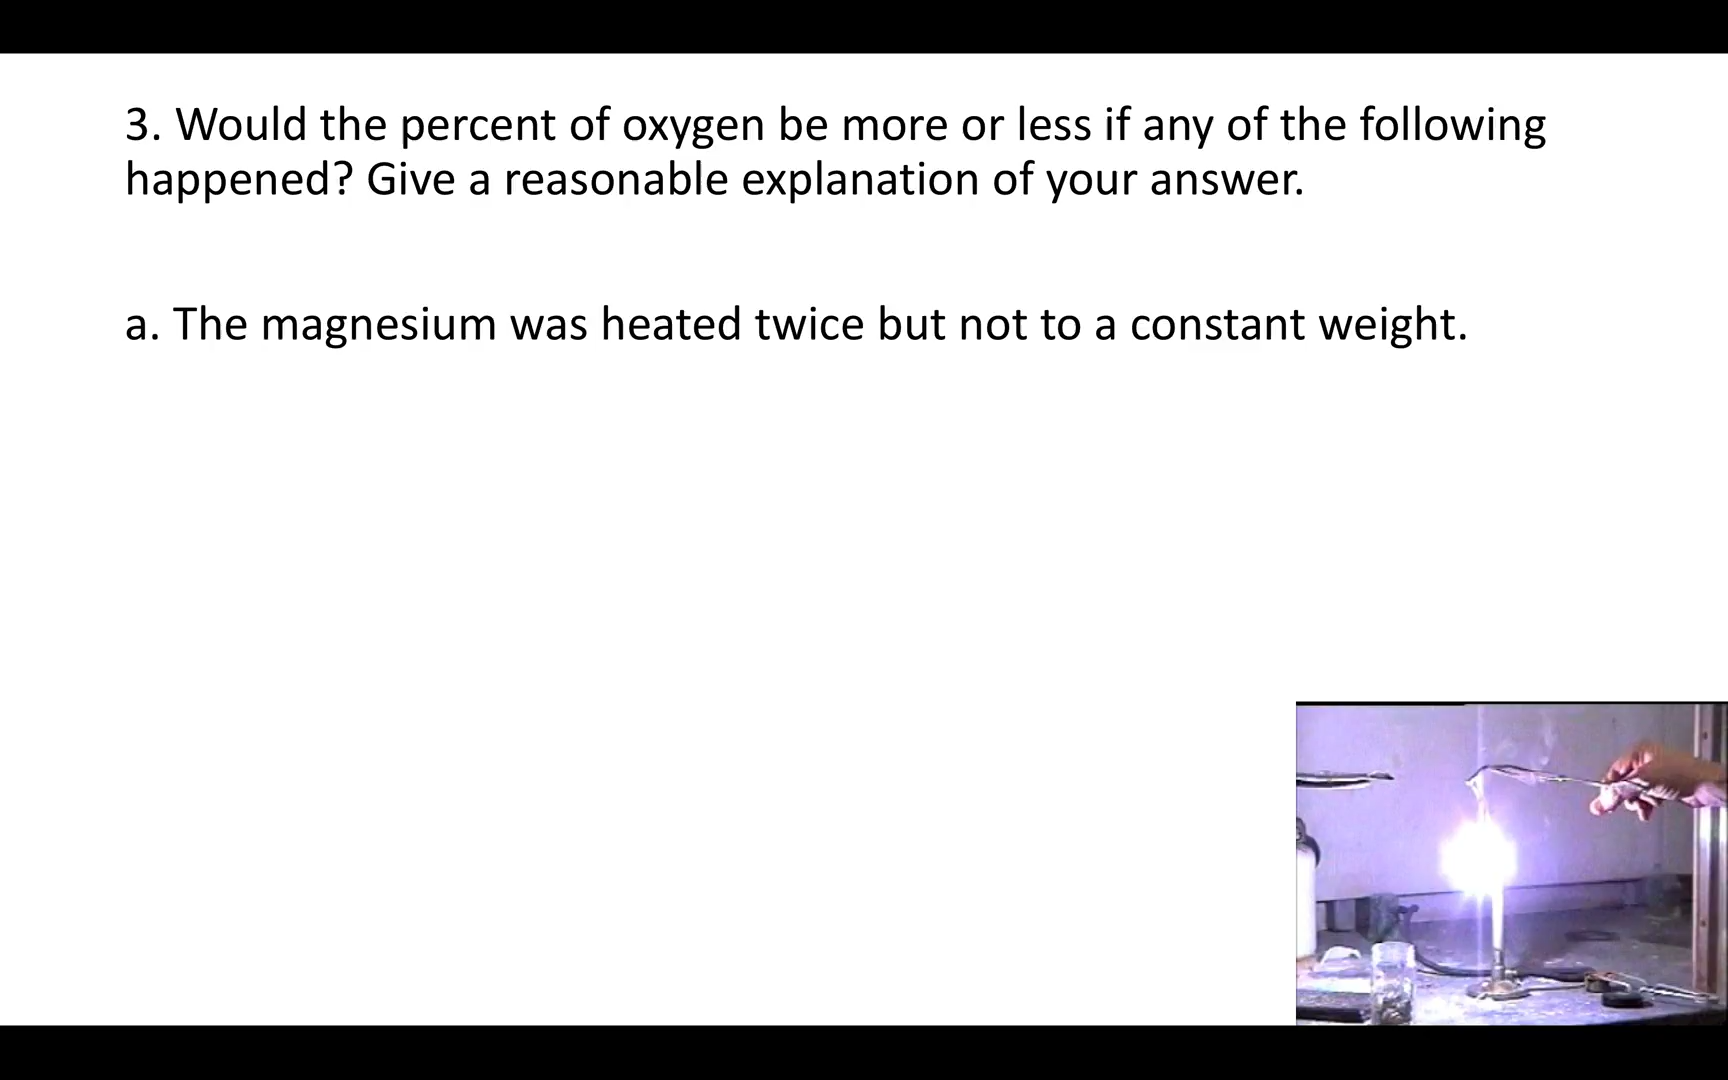 3. Would the percent of oxygen be more or less if any of the following
happened? Give a reasonable explanation of your answer.
a. The magnesium was heated twice but not to a constant weight.